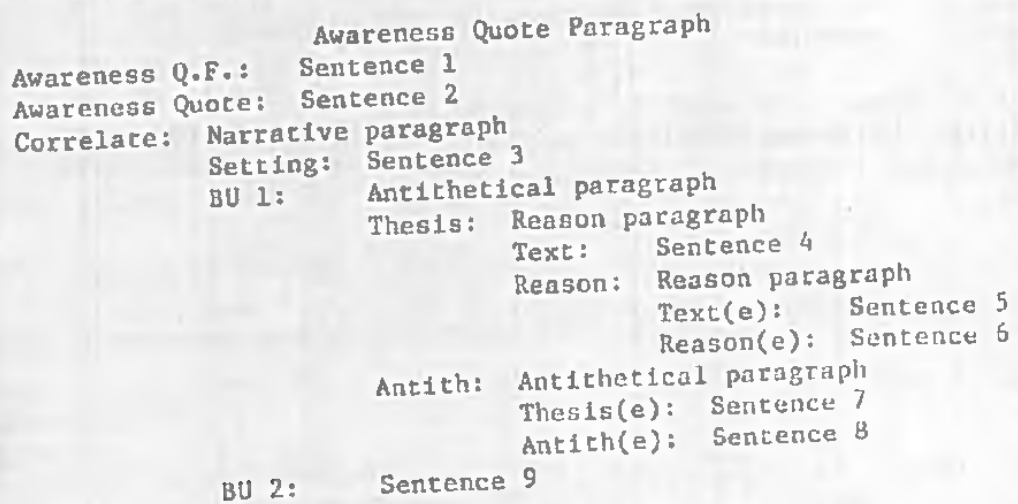 Awareness Quote Paragraph
Awareness Q.F.: Sentence 1
Awareness Quote: Sentence 2
Correlate: Narrative paragraph
Setting: Sentence 3
BU 1: Antithetical paragraph
Thesis: Reason paragraph
Text: Sentence 4
Reason: Reason paragraph
Text(e): Sentence 5
Reason(e): Sentence 6
Antith: Antithetical paragraph
Thesis(e): Sentence 7
Antith(e): Sentence 8
BU 2: Sentence 9